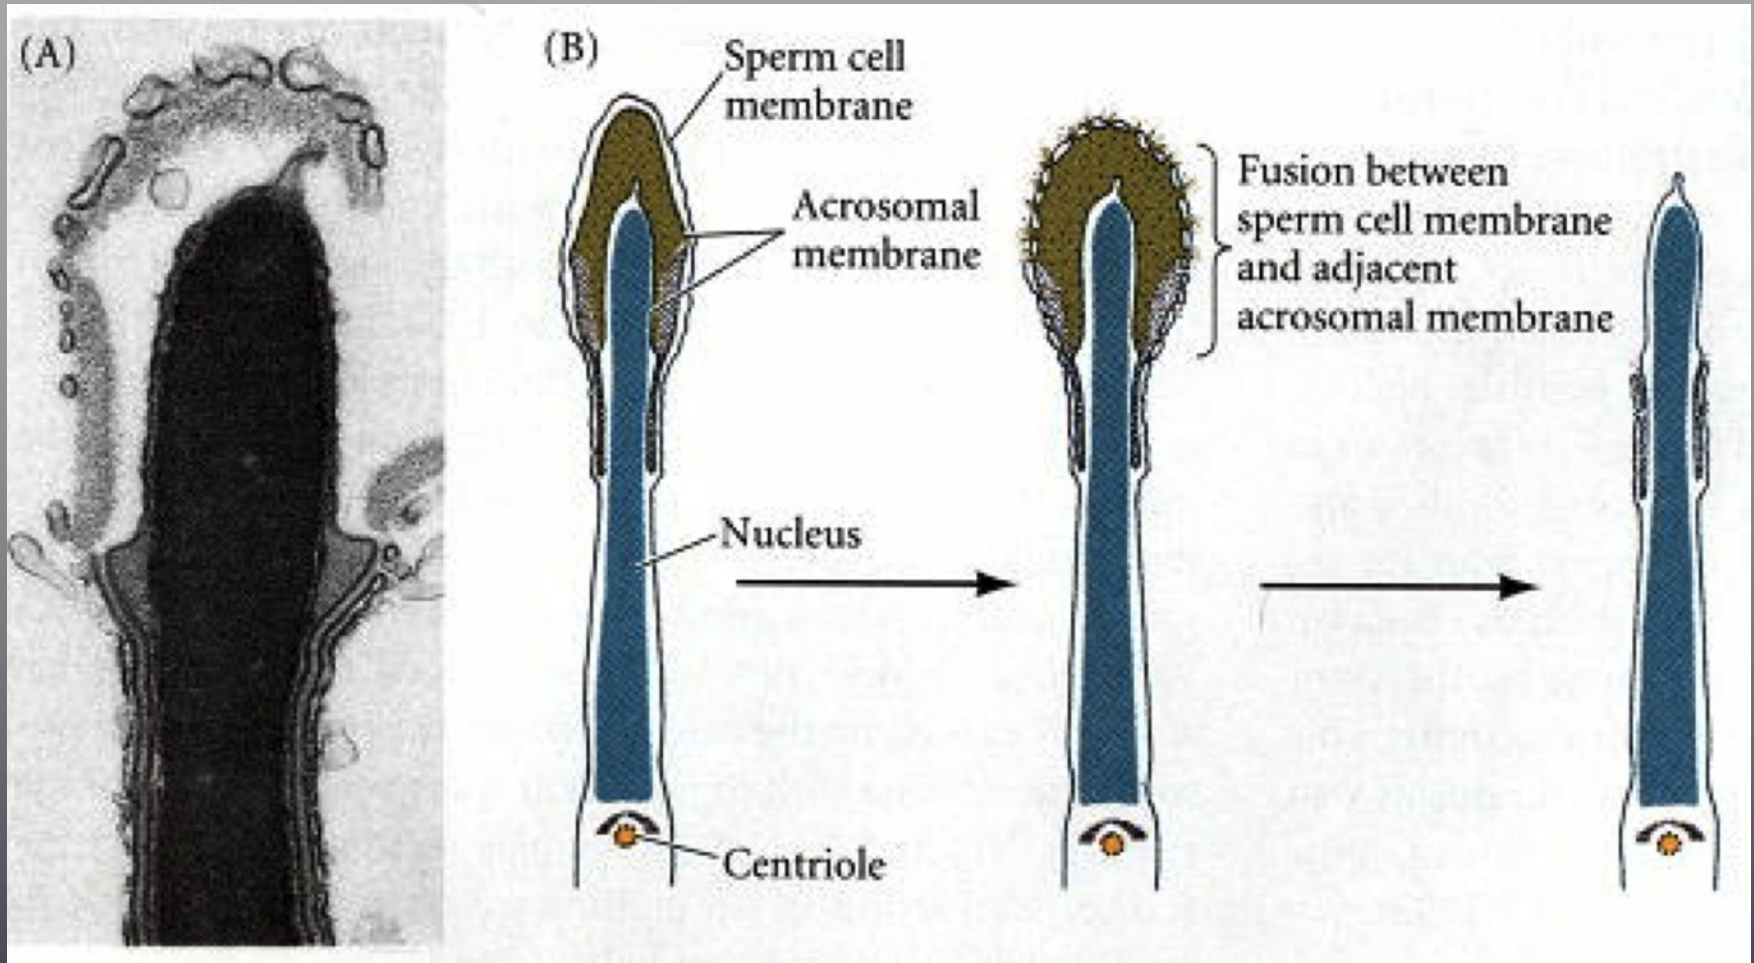 (A)
(B)
Sperm cell
membrane
Acrosomal
membrane
Nucleus
Centriole
Fusion between
sperm cell membrane
and adjacent
acrosomal membrane